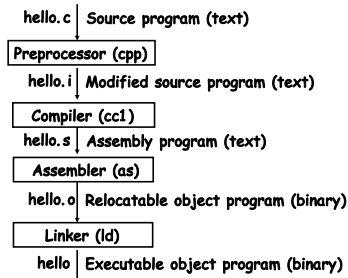 hello.c Source program (text)
Preprocessor (cpp)
hello.i Modified source program (text)
Compiler (cc1)
hello.s Assembly program (text)
Assembler (as)
hello.o Relocatable object program (binary)
Linker (ld)
hello Executable object program (binary)